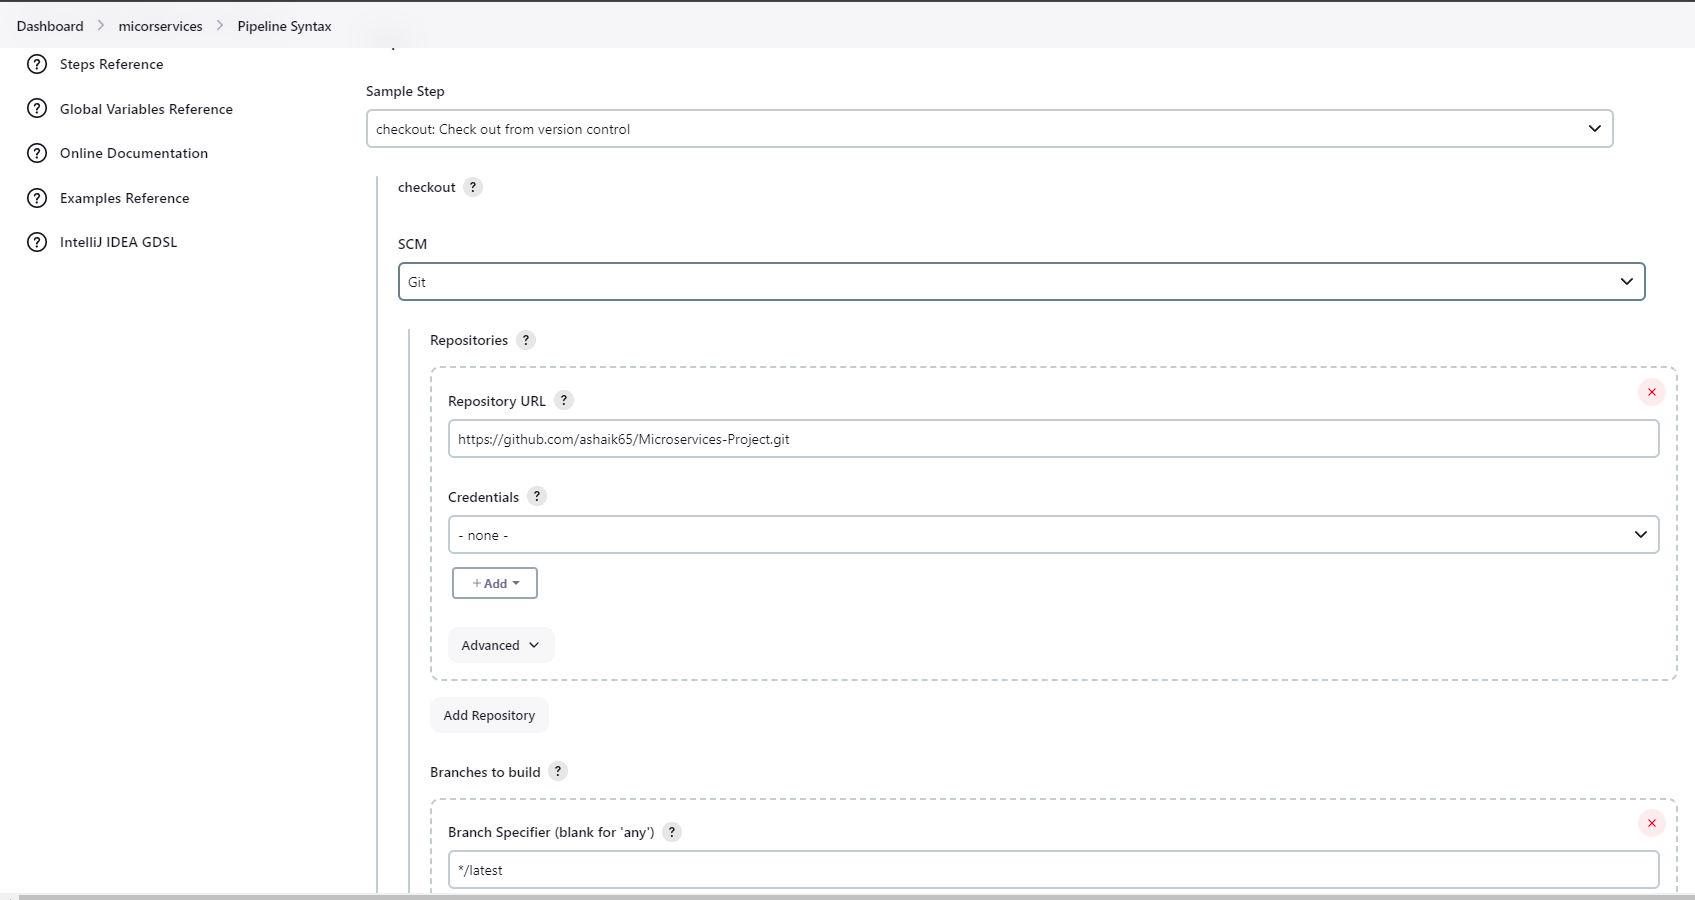 Dashboard > micorservices > Pipeline Syntax
Steps Reference
Global Variables Reference
Online Documentation
Examples Reference
IntelliJ IDEA GDSL
Sample Step
checkout: Check out from version control
checkout ?
SCM
Git
Repositories ?
Repository URL ?
https://github.com/ashaik65/Microservices-Project.git
Credentials ?
- none -
+ Add
Advanced
Add Repository
Branches to build ?
Branch Specifier (blank for 'any') ?
*/latest